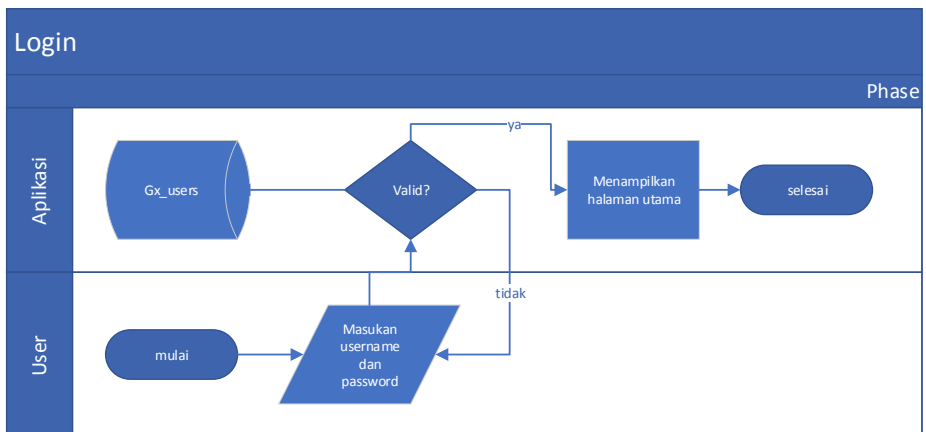 Login
Phase
Aplikasi
Gx_users
Valid?
ya
Menampilkan
halaman utama
selesai
User
mulai
Masukan
username
dan
password
tidak